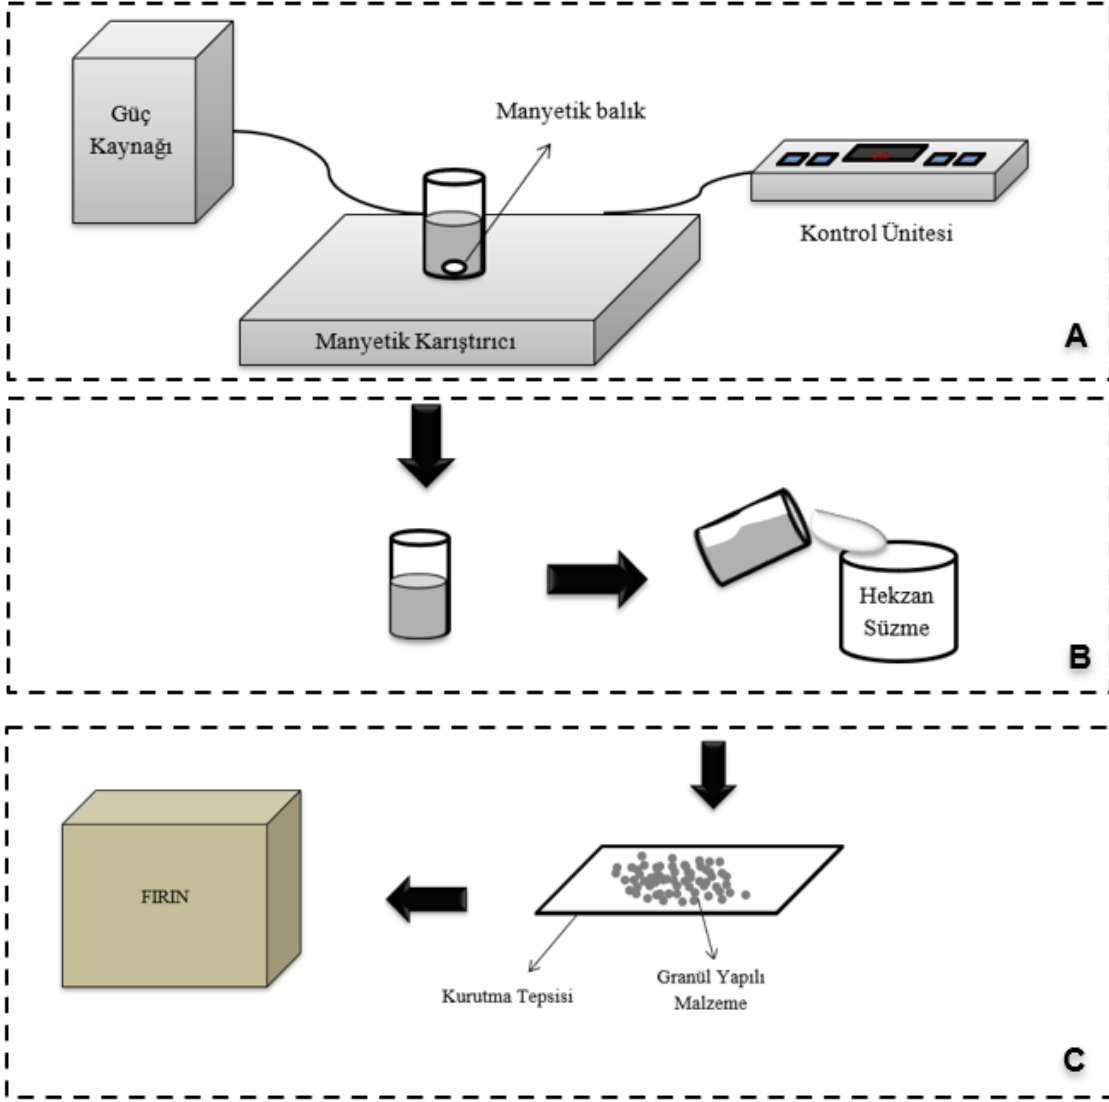 Güç
Kaynağı
Manyetik balık
Kontrol Ünitesi
Manyetik Karıştırıcı
A
Hekzan
Süzme
B
FIRIN
Kurutma Tepsisi
Granül Yapılı
Malzeme
C